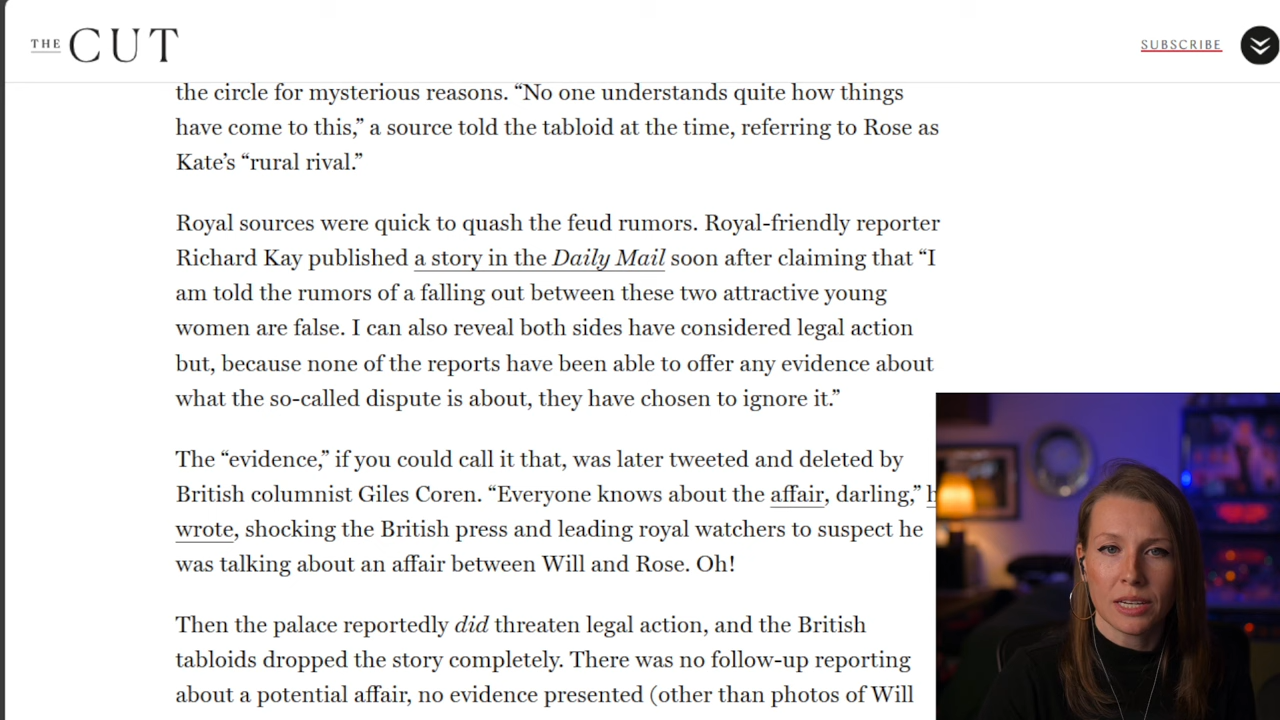 THE CUT
SUBSCRIBE
the circle for mysterious reasons. “No one understands quite how things
have come to this,” a source told the tabloid at the time, referring to Rose as
Kate’s “rural rival.”
Royal sources were quick to quash the feud rumors. Royal-friendly reporter
Richard Kay published a story in the Daily Mail soon after claiming that “I
am told the rumors of a falling out between these two attractive young
women are false. I can also reveal both sides have considered legal action
but, because none of the reports have been able to offer any evidence about
what the so-called dispute is about, they have chosen to ignore it.”
The “evidence,” if you could call it that, was later tweeted and deleted by
British columnist Giles Coren. “Everyone knows about the affair, darling,”
wrote, shocking the British press and leading royal watchers to suspect he
was talking about an affair between Will and Rose. Oh!
Then the palace reportedly did threaten legal action, and the British
tabloids dropped the story completely. There was no follow-up reporting
about a potential affair, no evidence presented (other than photos of Will